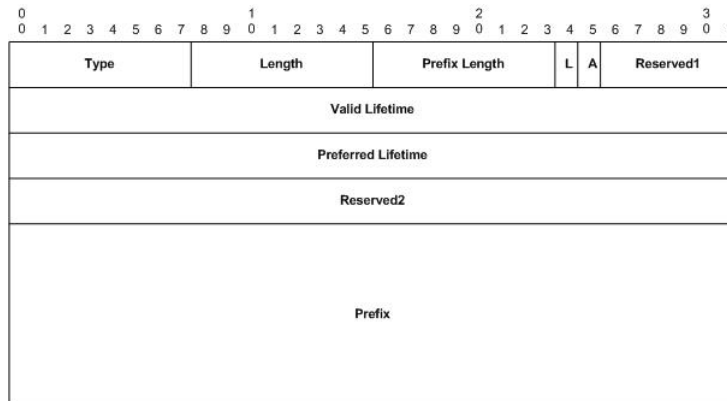 0 1 2 3
0 1 2 3 4 5 6 7 8 9 0 1 2 3 4 5 6 7 8 9 0 1 2 3 4 5 6 7 8 9 0
Type Length Prefix Length L A Reserved1
Valid Lifetime
Preferred Lifetime
Reserved2
Prefix